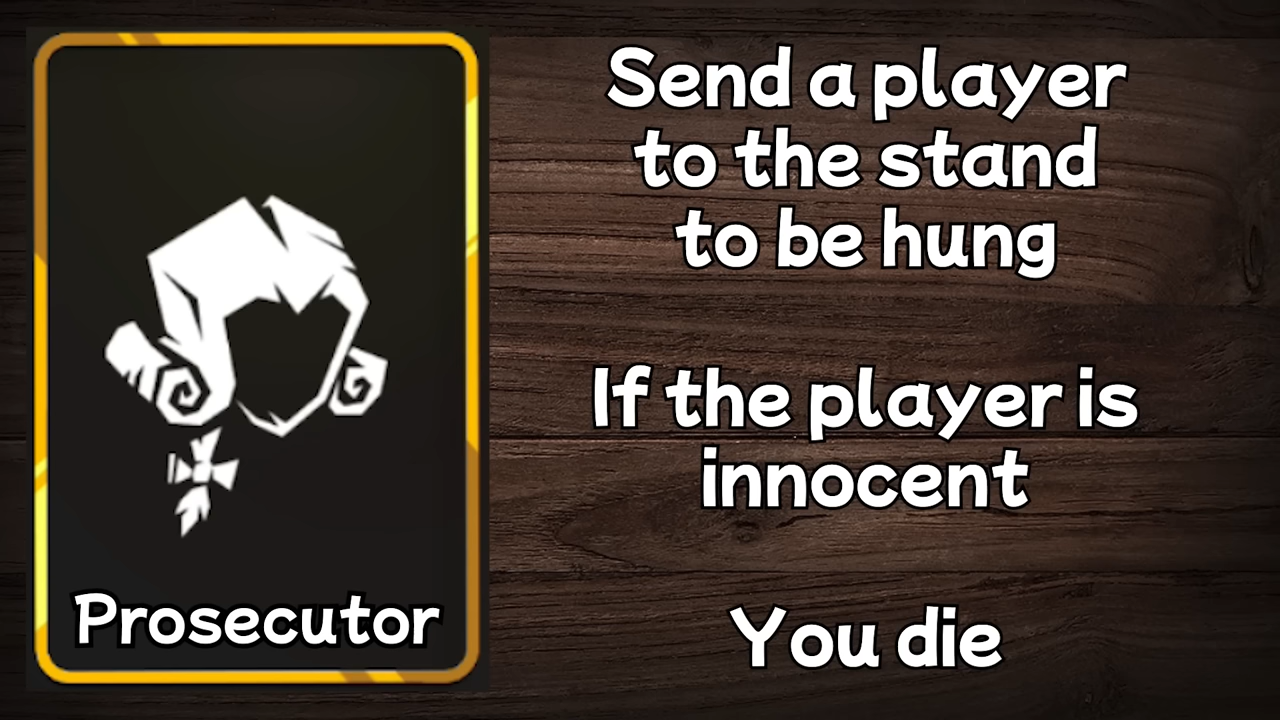 Prosecutor
Send a player
to the stand
to be hung
If the player is
innocent
You die